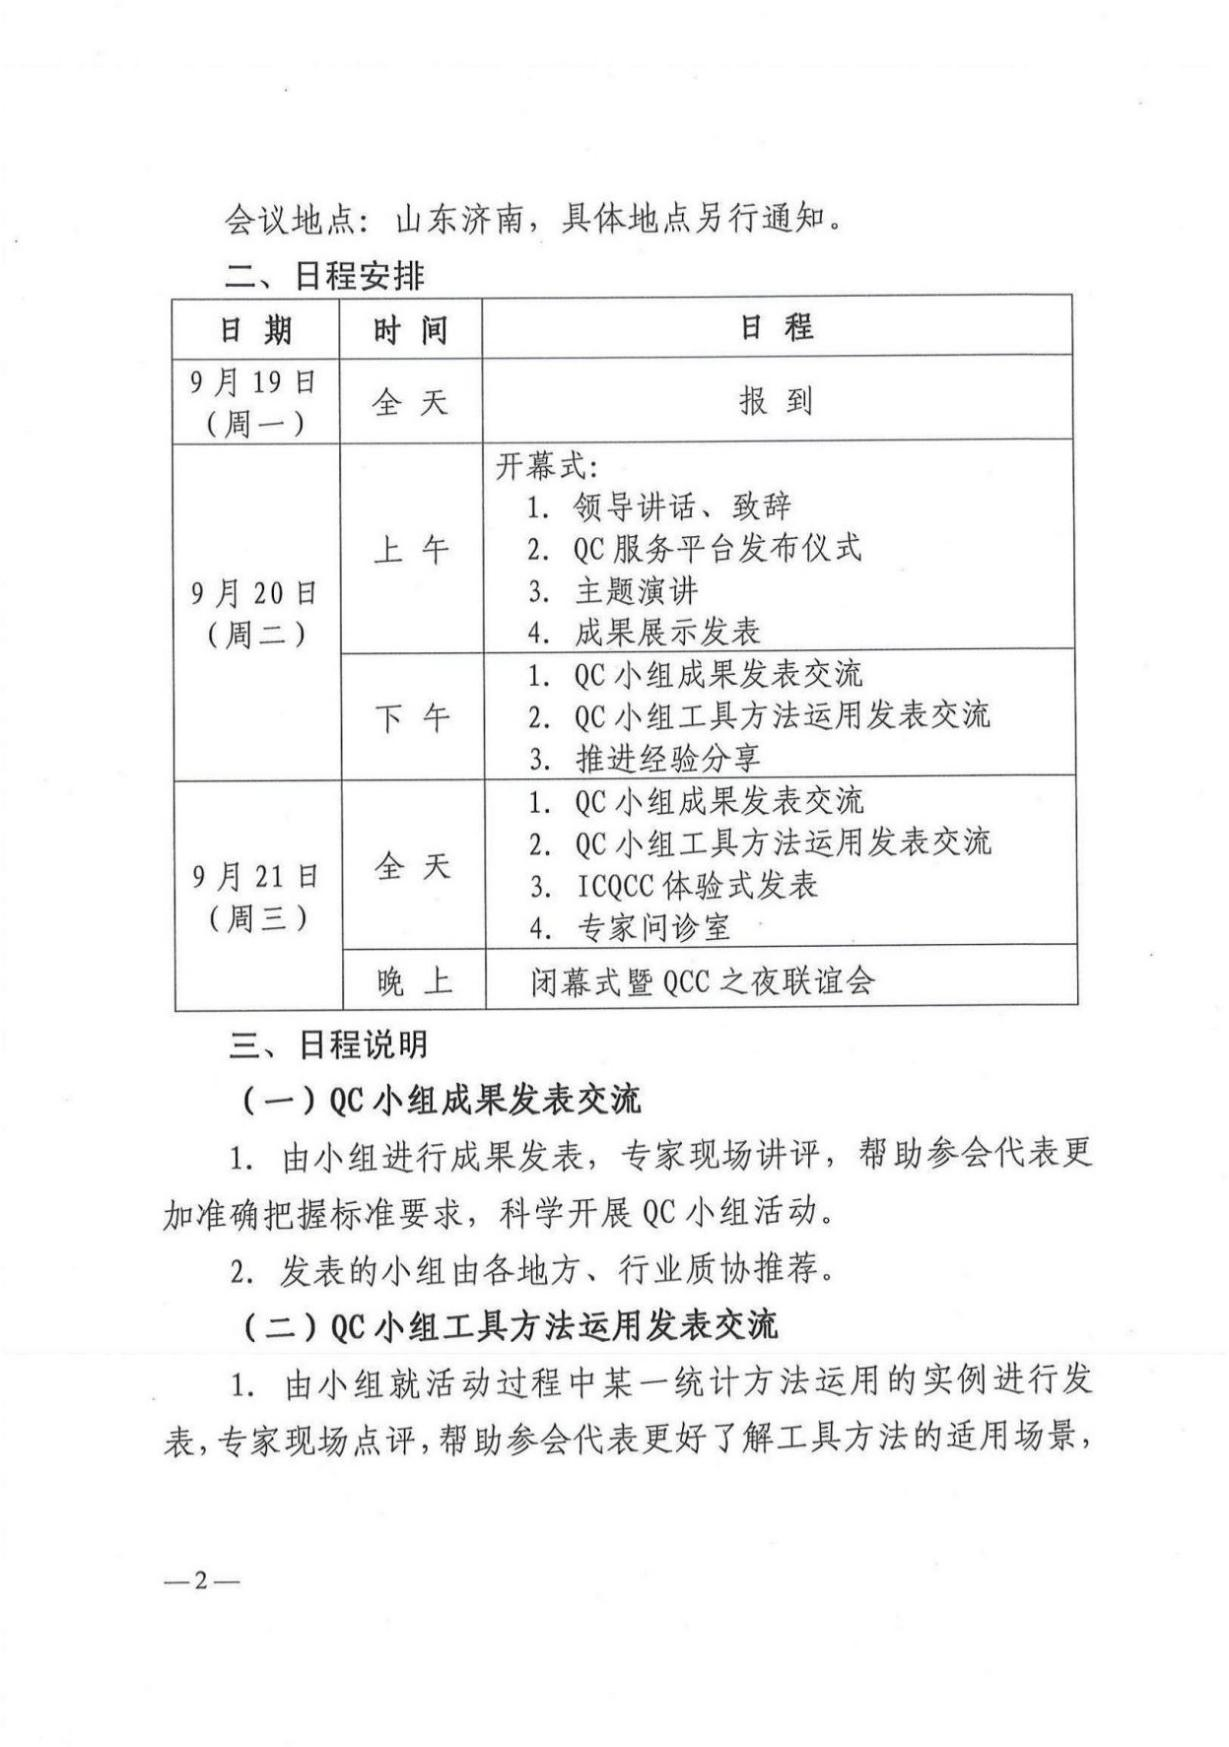 会议地点：山东济南，具体地点另行通知。
二、日程安排
日 期 时 间 日 程
9月19日
（周一）
全 天
报 到
9月20日
（周二）
上 午
开幕式：
1. 领导讲话、致辞
2. QC服务平台发布仪式
3. 主题演讲
4. 成果展示发表
下 午
1. QC小组成果发表交流
2. QC小组工具方法运用发表交流
3. 推进经验分享
9月21日
（周三）
全 天
1. QC小组成果发表交流
2. QC小组工具方法运用发表交流
3. ICQCC体验式发表
4. 专家问诊室
晚 上
闭幕式暨QCC之夜联谊会
三、日程说明
（一）QC小组成果发表交流
1. 由小组进行成果发表，专家现场讲评，帮助参会代表更
加准确把握标准要求，科学开展QC小组活动。
2. 发表的小组由各地方、行业质协推荐。
（二）QC小组工具方法运用发表交流
1. 由小组就活动过程中某一统计方法运用的实例进行发
表，专家现场点评，帮助参会代表更好了解工具方法的适用场景，
—2—